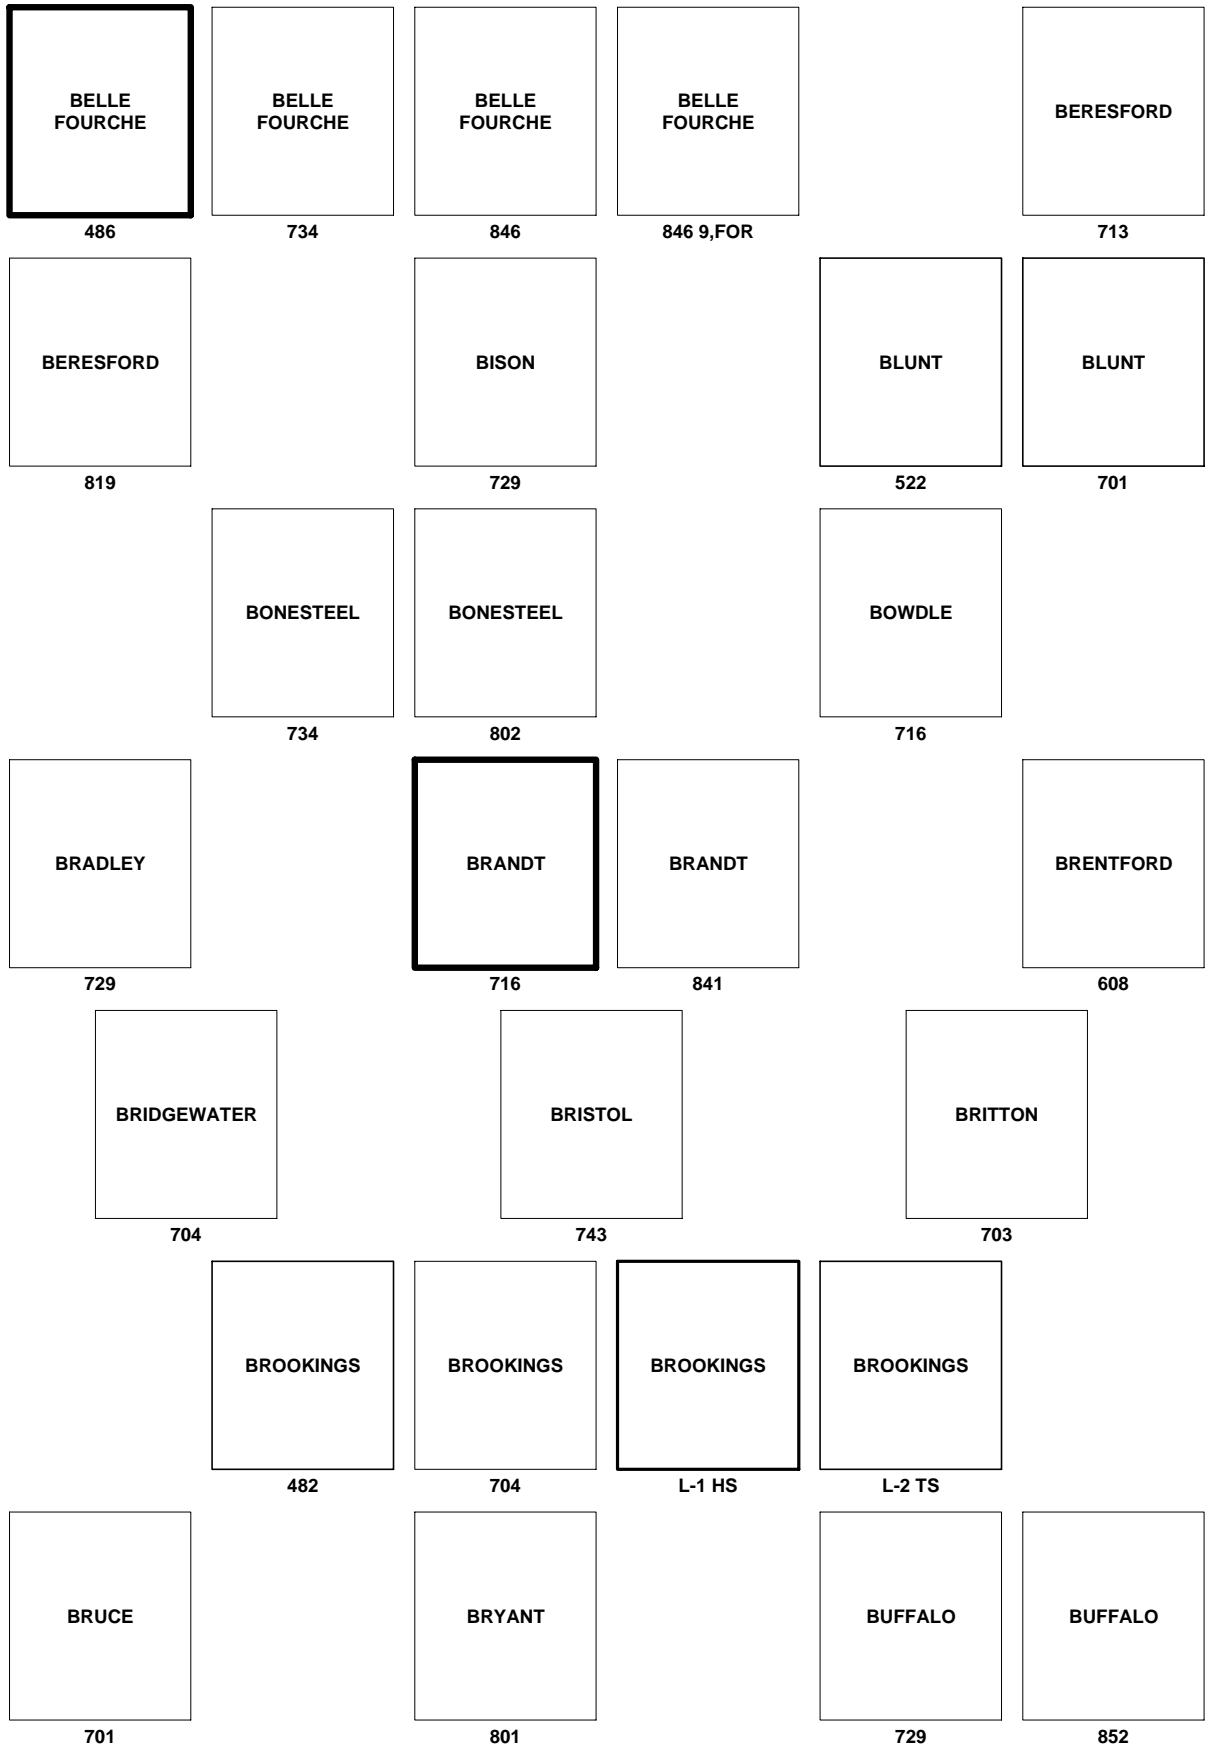 BELLE
FOURCHE
486
BELLE
FOURCHE
734
BELLE
FOURCHE
846
BELLE
FOURCHE
846 9,FOR
BERESFORD
713
BERESFORD
819
BISON
729
BLUNT
522
BLUNT
701
BONESTEEL
734
BONESTEEL
802
BOWDLE
716
BRADLEY
729
BRANDT
716
BRANDT
841
BRENTFORD
608
BRIDGEWATER
704
BRISTOL
743
BRITTON
703
BROOKINGS
482
BROOKINGS
704
BROOKINGS
L-1 HS
BROOKINGS
L-2 TS
BRUCE
701
BRYANT
801
BUFFALO
729
BUFFALO
852